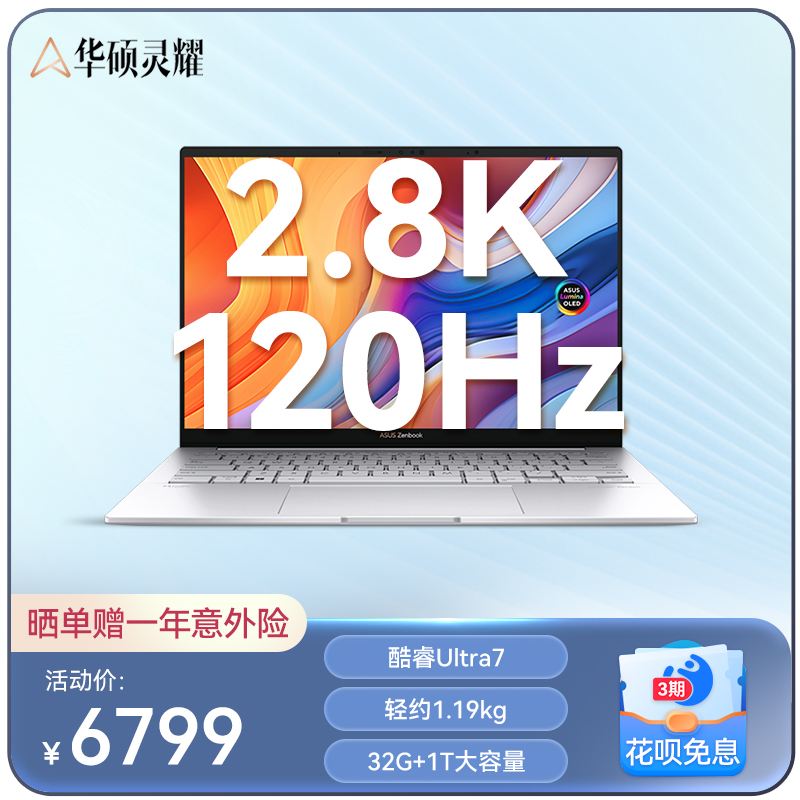 华硕灵耀
2.8K
120Hz
ASUS
Lumina
OLED
ASUS Zenbook
晒单赠一年意外险
活动价：
¥6799
酷睿Ultra7
轻约1.19kg
32G+1T大容量
3期
花呗免息